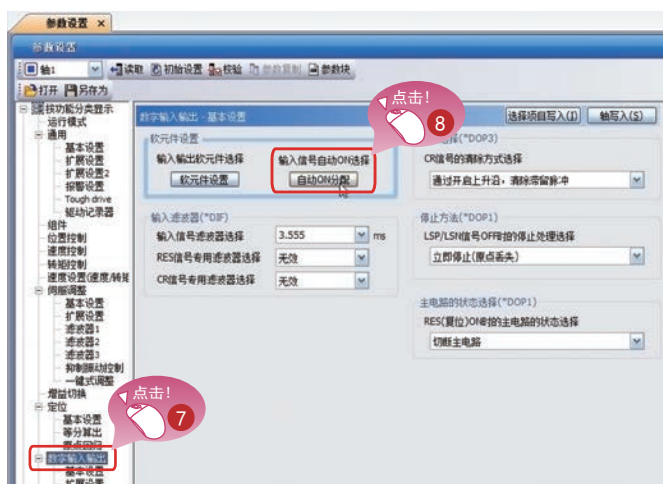 参数设置 ×
参数设置
轴1 读取 初始设置 校验 参数复制 参数块
打开 另存为
按功能分类显示
运行模式
通用
基本设置
扩展设置
扩展设置2
报警设置
Tough drive
驱动记录器
组件
位置控制
速度控制
转矩控制
速度设置(速度/转矩
伺服调整
基本设置
扩展设置
滤波器1
滤波器2
滤波器3
抑制振动控制
一键式调整
增益切换
定位
基本设置
等分算出
原点回归
数字输入输出
基本设置
扩展设置
点击!
7
数字输入输出 - 基本设置
点击!
8
选择项目写入(I) 轴写入(S)
软元件设置
输入输出软元件选择 输入信号自动ON选择
软元件设置 自动ON分配
输入滤波器(*DIF)
输入信号滤波器选择 3.555 ms
RES信号专用滤波器选择 无效
CR信号专用滤波器选择 无效
选择(*DOP3)
CR信号的清除方式选择
通过开启上升沿，清除滞留脉冲
停止方法(*DOP1)
LSP/LSN信号OFF时的停止处理选择
立即停止(原点丢失)
主电路的状态选择(*DOP1)
RES(复位)ON时的主电路的状态选择
切断主电路